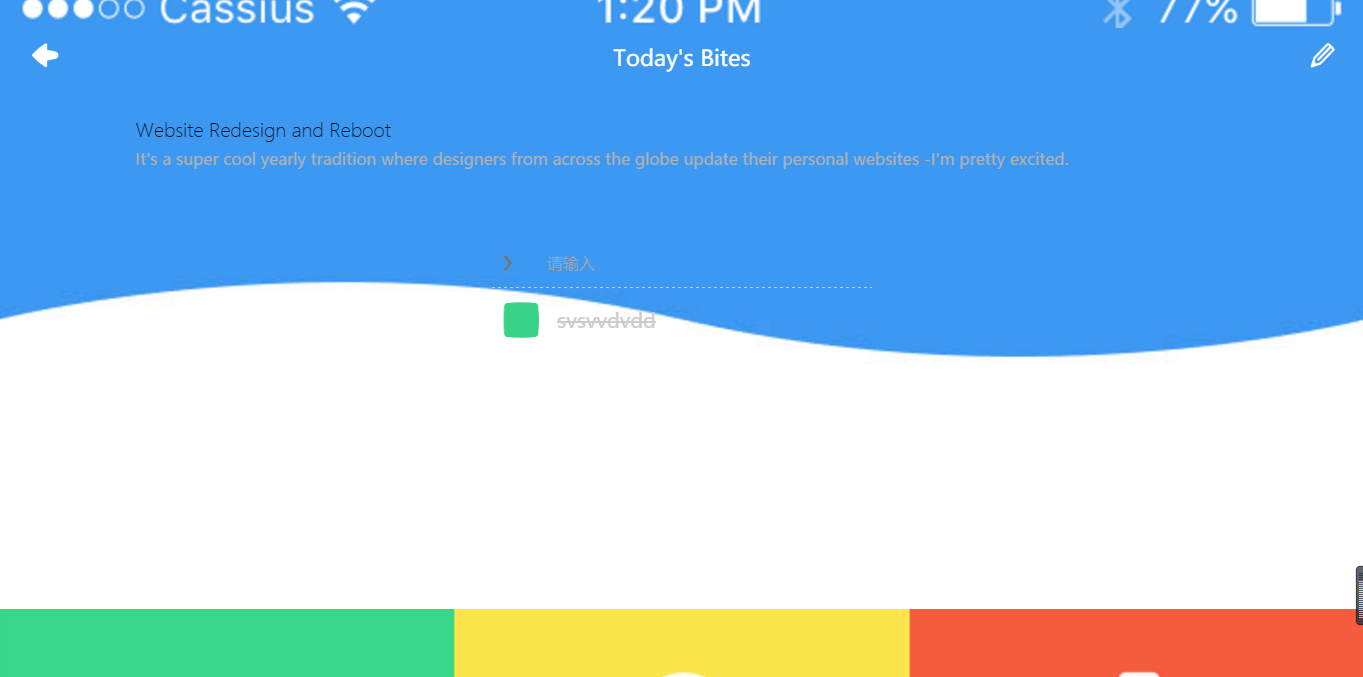 Cassius 1:20 PM 77%
Today's Bites
Website Redesign and Reboot
It's a super cool yearly tradition where designers from across the globe update their personal websites -I'm pretty excited.
请输入
svsvvdvdd